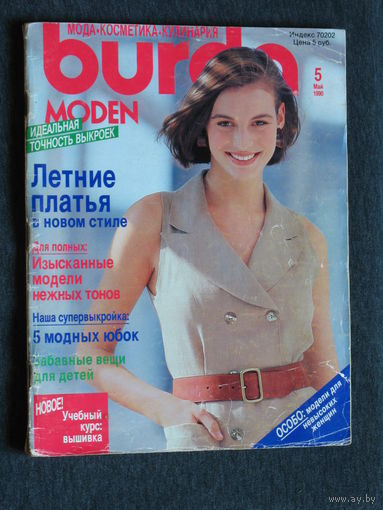 МОДА•КОСМЕТИКА•КУЛИНАРИЯ
Индекс 70202
Цена 5 руб.
burda
MODEN
5
Май
1990
ИДЕАЛЬНАЯ
ТОЧНОСТЬ ВЫКРОЕК
Летние
платья
в новом стиле
Для полных:
Изысканные
модели
нежных тонов
Наша супервыкройка:
5 модных юбок
Забавные вещи
для детей
НОВОЕ!
Учебный
курс:
вышивка
ОСОБО: модели для
невысоких
женщин
ay.by